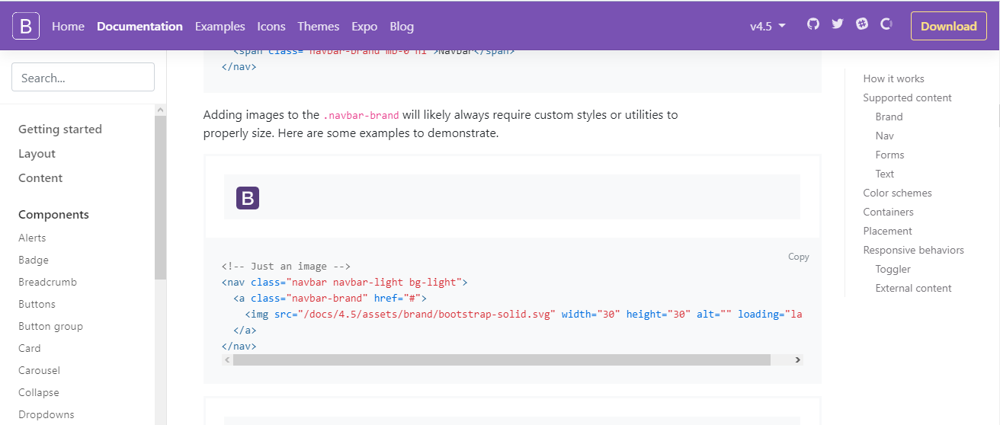 B Home Documentation Examples Icons Themes Expo Blog v4.5 Download
Search...
Getting started
Layout
Content
Components
Alerts
Badge
Breadcrumb
Buttons
Button group
Card
Carousel
Collapse
Dropdowns
<span class="navbar-brand mb-0 h1">Navbar</span>
</nav>
Adding images to the .navbar-brand will likely always require custom styles or utilities to
properly size. Here are some examples to demonstrate.
B
Copy
<!-- Just an image -->
<nav class="navbar navbar-light bg-light">
<a class="navbar-brand" href="#">
<img src="/docs/4.5/assets/brand/bootstrap-solid.svg" width="30" height="30" alt="" loading="la
</a>
</nav>
How it works
Supported content
Brand
Nav
Forms
Text
Color schemes
Containers
Placement
Responsive behaviors
Toggler
External content